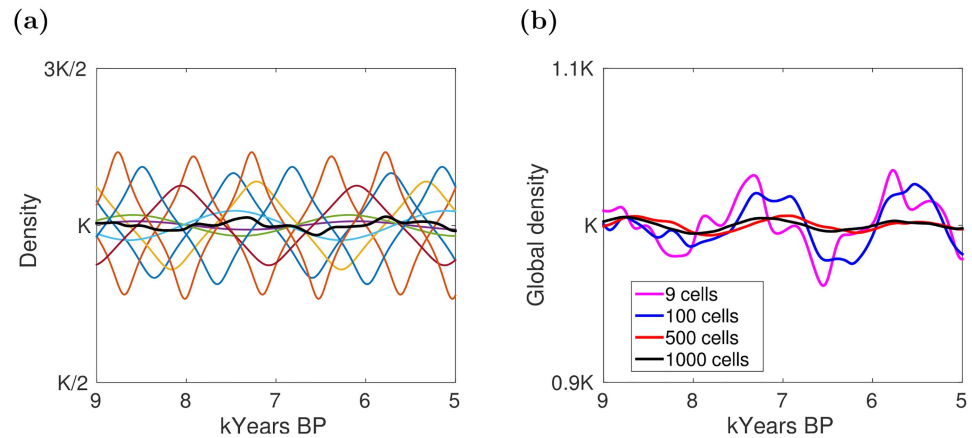 (a)
3K/2
K
K/2
Density
9 8 7 6 5
kYears BP
(b)
1.1K
K
0.9K
Global density
9 cells
100 cells
500 cells
1000 cells
9 8 7 6 5
kYears BP